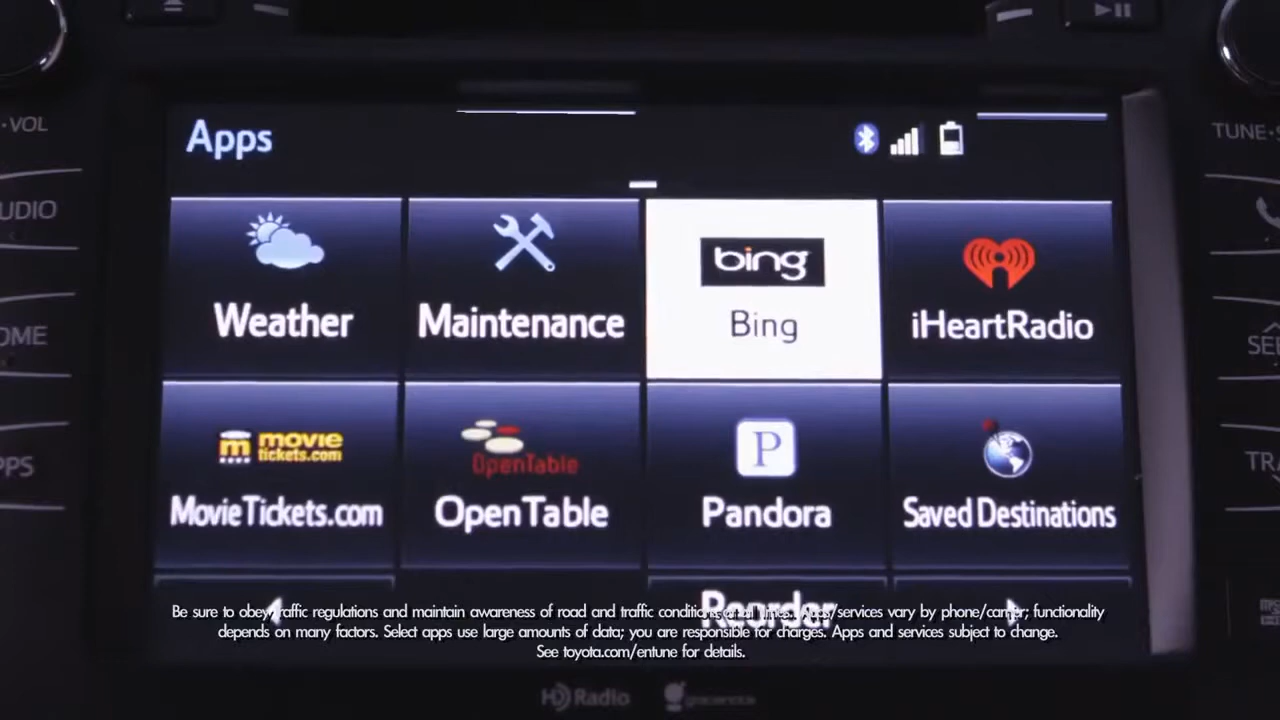 VOL
TUNE
Apps
UDIO
bing
Weather
Maintenance
Bing
iHeartRadio
OME
SE
movie
tickets.com
P
OpenTable
PPS
TRA
MovieTickets.com
OpenTable
Pandora
Saved Destinations
Reorder
Be sure to obey traffic regulations and maintain awareness of road and traffic conditions at all times. Apps/services vary by phone/carrier; functionality
depends on many factors. Select apps use large amounts of data; you are responsible for charges. Apps and services subject to change.
See toyota.com/entune for details.
HD Radio
gracenote